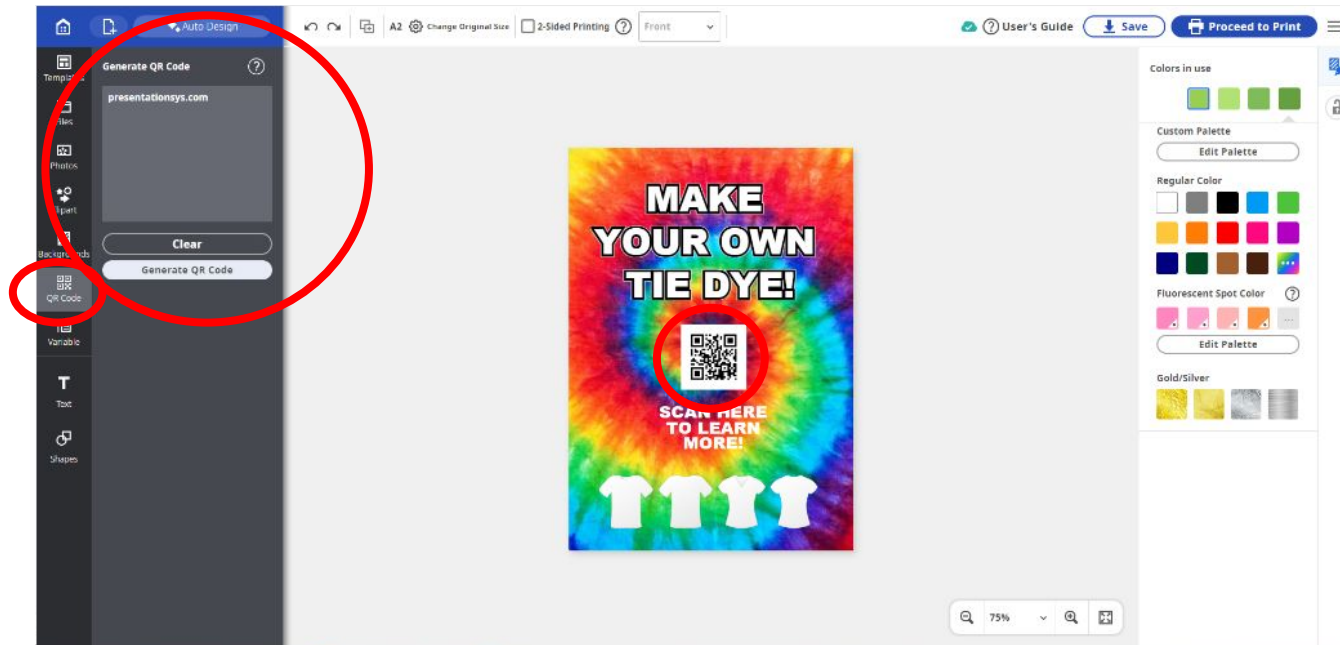 Auto Design
A2 Change Original Size 2-Sided Printing ? Front
? User's Guide Save Proceed to Print
Templates
Files
Photos
Clipart
Backgrounds
QR Code
Variable
Text
Shapes
Generate QR Code ?
presentationsys.com
Clear
Generate QR Code
MAKE
YOUR OWN
TIE DYE!
SCAN HERE
TO LEARN
MORE!
75%
Colors in use
Custom Palette
Edit Palette
Regular Color
Fluorescent Spot Color ?
Edit Palette
Gold/Silver